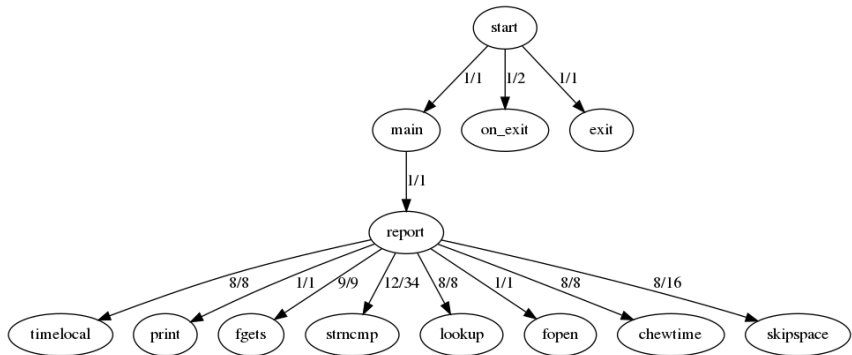 start
1/1 1/2 1/1
main on_exit exit
1/1
report
8/8 1/1 9/9 12/34 8/8 1/1 8/8 8/16
timelocal print fgets strncmp lookup fopen chewtime skipspace